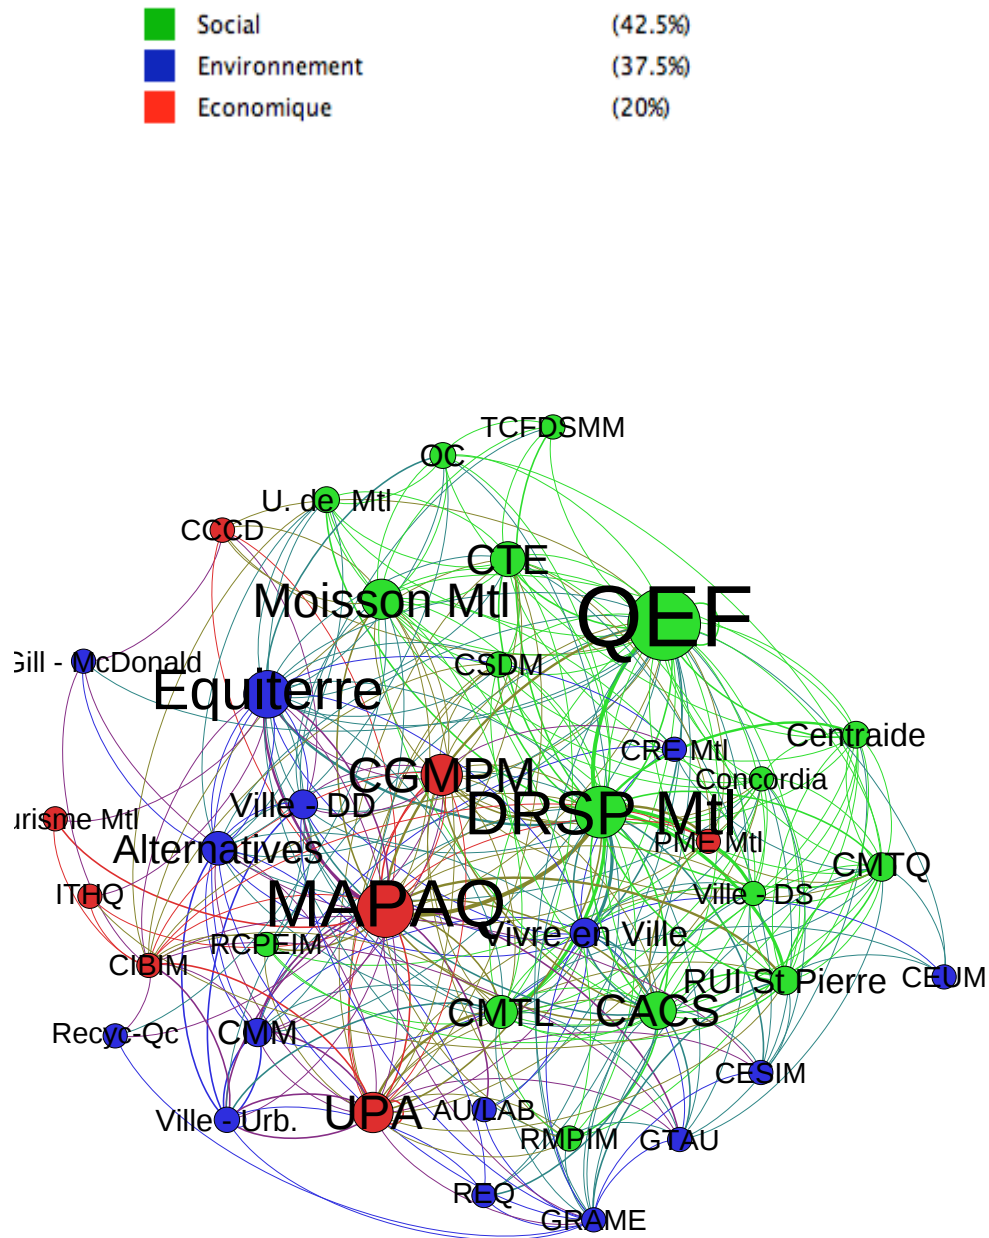 Social (42.5%)
Environnement (37.5%)
Economique (20%)
TCFDSMM
OC
U. de Mtl
CCCD
CTE
Moisson Mtl
QEF
Gill - McDonald
CSDM
Equiterre
Centraide
CRE Mtl
CGMPM
Concordia
Ville - DD
DRSP Mtl
urisme Mtl
PME Mtl
Alternatives
CMTQ
ITHQ
Ville - DS
MAPAQ
Vivre en Ville
RCPEIM
CIBIM
RUI St Pierre
CEUM
CMTL
CACS
Recyc-Qc
CMM
CESIM
UPA
AU/LAB
Ville - Urb.
RMPIM
GTAU
REQ
GRAME